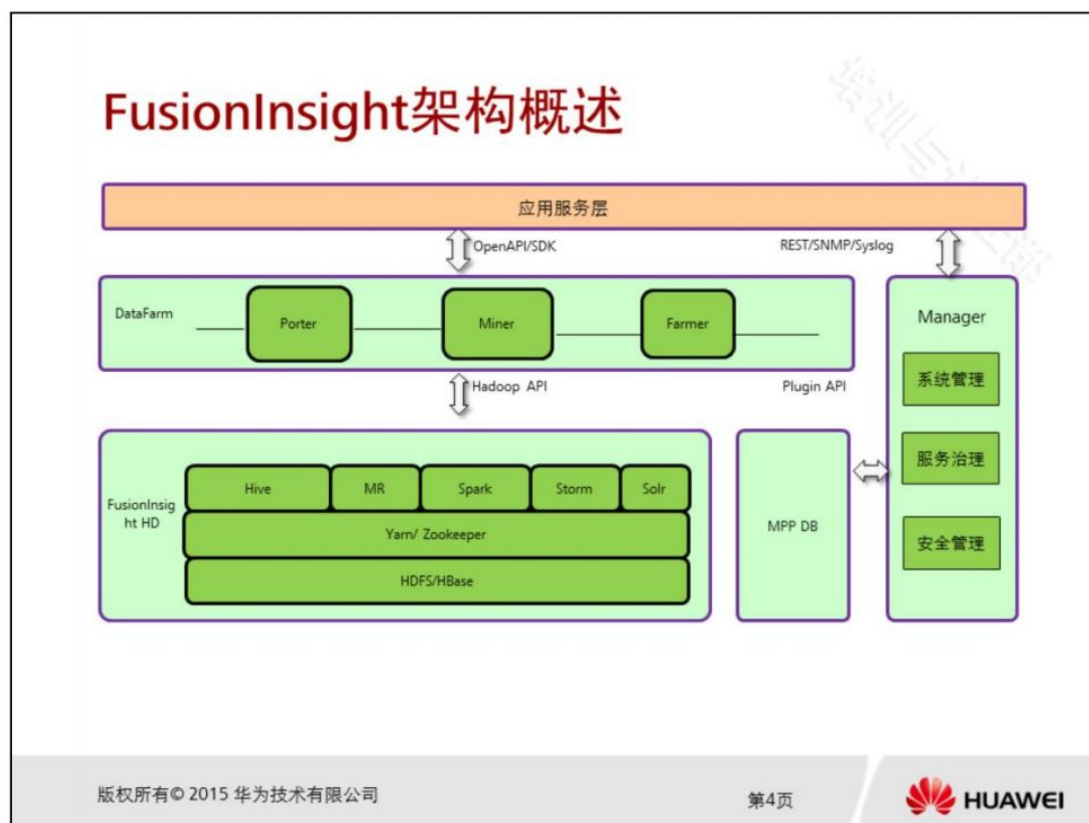 FusionInsight架构概述
应用服务层
OpenAPI/SDK
REST/SNMP/Syslog
DataFarm
Porter
Miner
Farmer
Manager
系统管理
服务治理
安全管理
Hadoop API
Plugin API
FusionInsig
ht HD
Hive
MR
Spark
Storm
Solr
Yarn/ Zookeeper
HDFS/HBase
MPP DB
版权所有© 2015 华为技术有限公司
第4页
HUAWEI